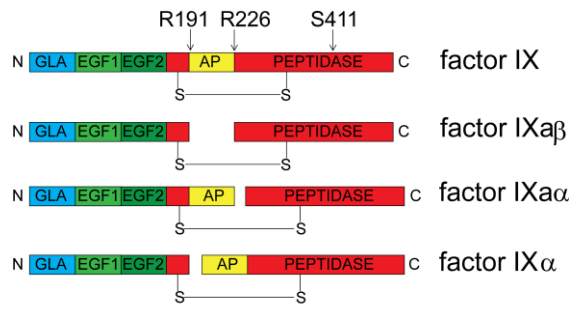 R191 R226 S411
N GLA EGF1 EGF2 AP PEPTIDASE C factor IX
S S
N GLA EGF1 EGF2 PEPTIDASE C factor IXaβ
S S
N GLA EGF1 EGF2 AP PEPTIDASE C factor IXaα
S S
N GLA EGF1 EGF2 AP PEPTIDASE C factor IXα
S S